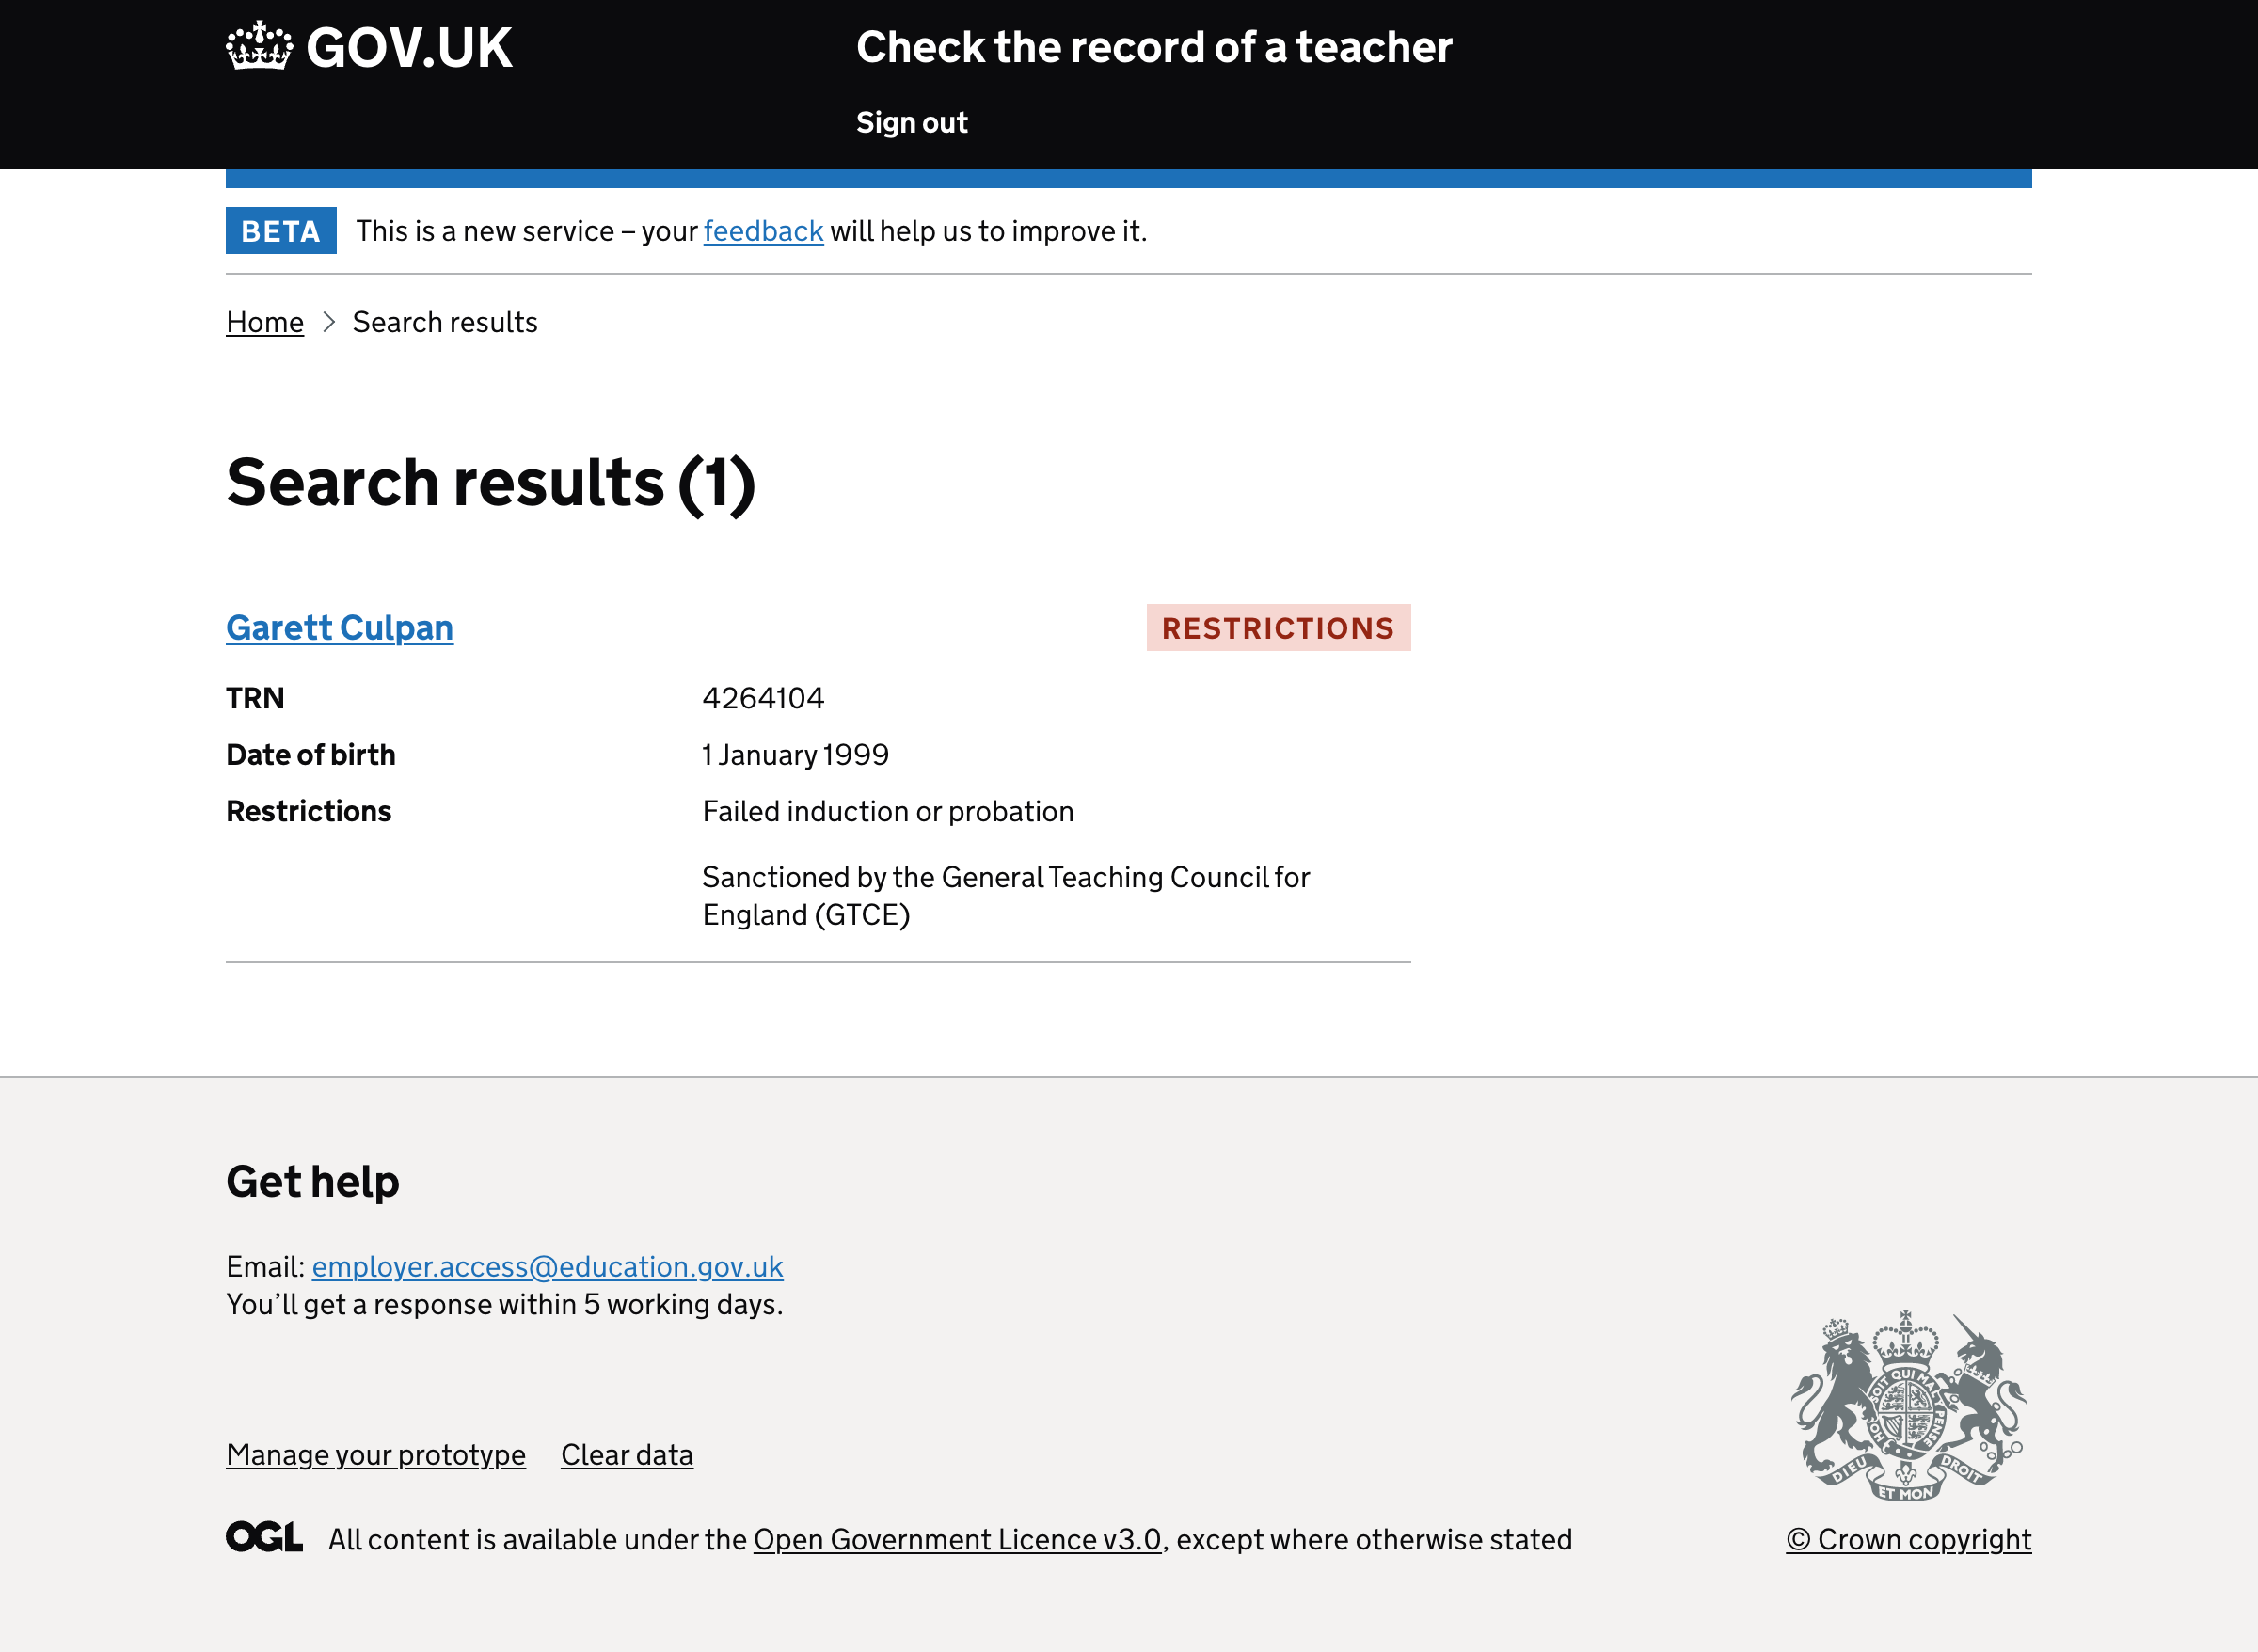 GOV.UK
Check the record of a teacher
Sign out
BETA
This is a new service – your feedback will help us to improve it.
Home
Search results
Search results (1)
Garett Culpan
RESTRICTIONS
TRN
4264104
Date of birth
1 January 1999
Restrictions
Failed induction or probation
Sanctioned by the General Teaching Council for
England (GTCE)
Get help
Email: employer.access@education.gov.uk
You’ll get a response within 5 working days.
Manage your prototype
Clear data
OGL
All content is available under the Open Government Licence v3.0, except where otherwise stated
SOIT QUI MAL
PENSE
HON
DIEU
ET MON
DROIT
© Crown copyright